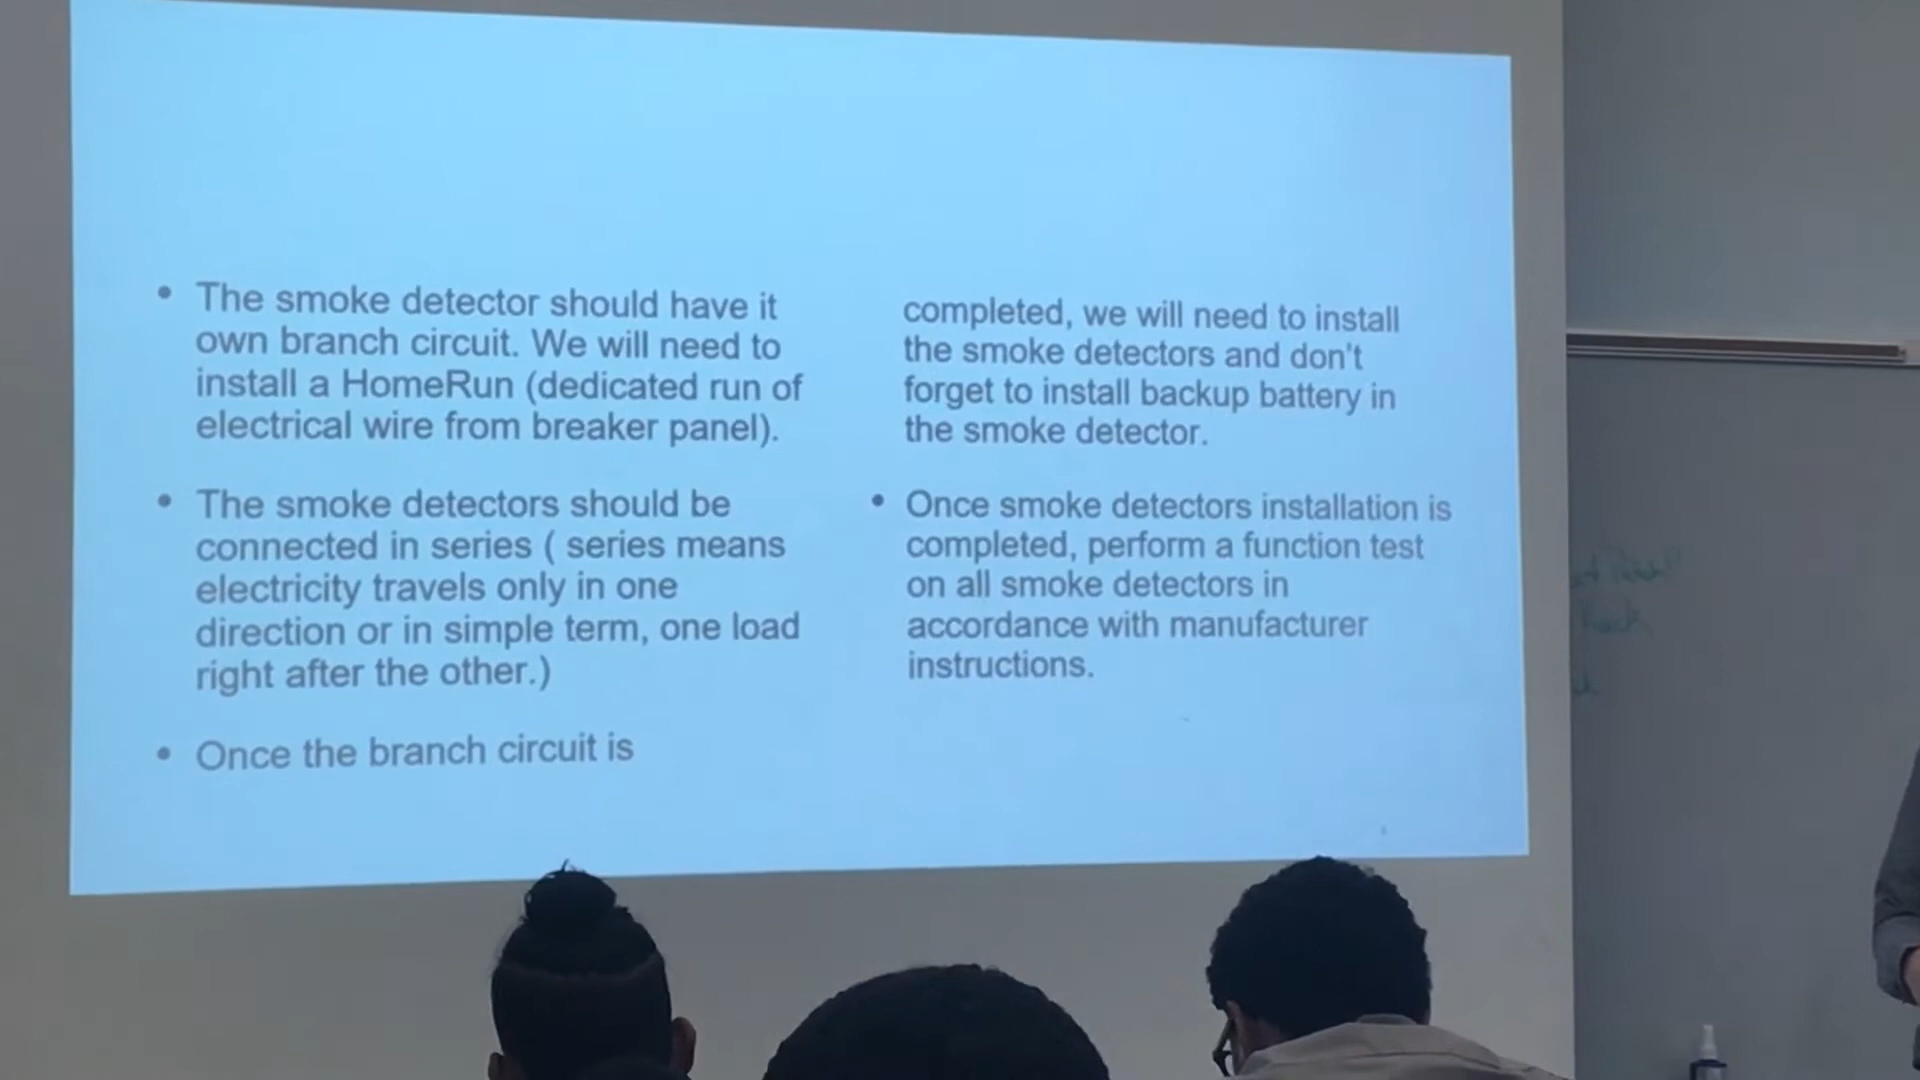 • The smoke detector should have it
own branch circuit. We will need to
install a HomeRun (dedicated run of
electrical wire from breaker panel).
• The smoke detectors should be
connected in series ( series means
electricity travels only in one
direction or in simple term, one load
right after the other.)
• Once the branch circuit is
completed, we will need to install
the smoke detectors and don't
forget to install backup battery in
the smoke detector.
• Once smoke detectors installation is
completed, perform a function test
on all smoke detectors in
accordance with manufacturer
instructions.